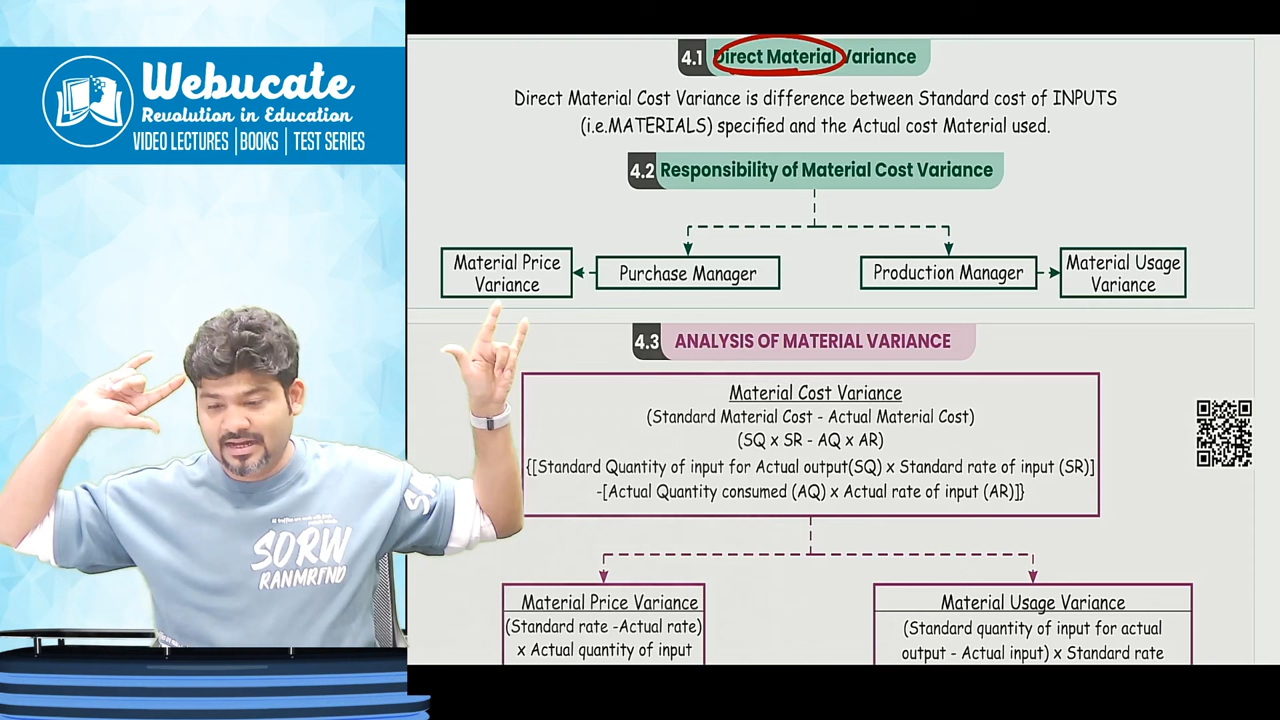 Webucate
Revolution in Education
VIDEO LECTURES | BOOKS | TEST SERIES
4.1 Direct Material Variance
Direct Material Cost Variance is difference between Standard cost of INPUTS
(i.e.MATERIALS) specified and the Actual cost Material used.
4.2 Responsibility of Material Cost Variance
Material Price
Variance
Purchase Manager
Production Manager
Material Usage
Variance
4.3 ANALYSIS OF MATERIAL VARIANCE
Material Cost Variance
(Standard Material Cost - Actual Material Cost)
(SQ x SR - AQ x AR)
{[Standard Quantity of input for Actual output(SQ) x Standard rate of input (SR)]
-[Actual Quantity consumed (AQ) x Actual rate of input (AR)]}
Material Price Variance
(Standard rate -Actual rate)
x Actual quantity of input
Material Usage Variance
(Standard quantity of input for actual
output - Actual input) x Standard rate
SORW
RANMRFND